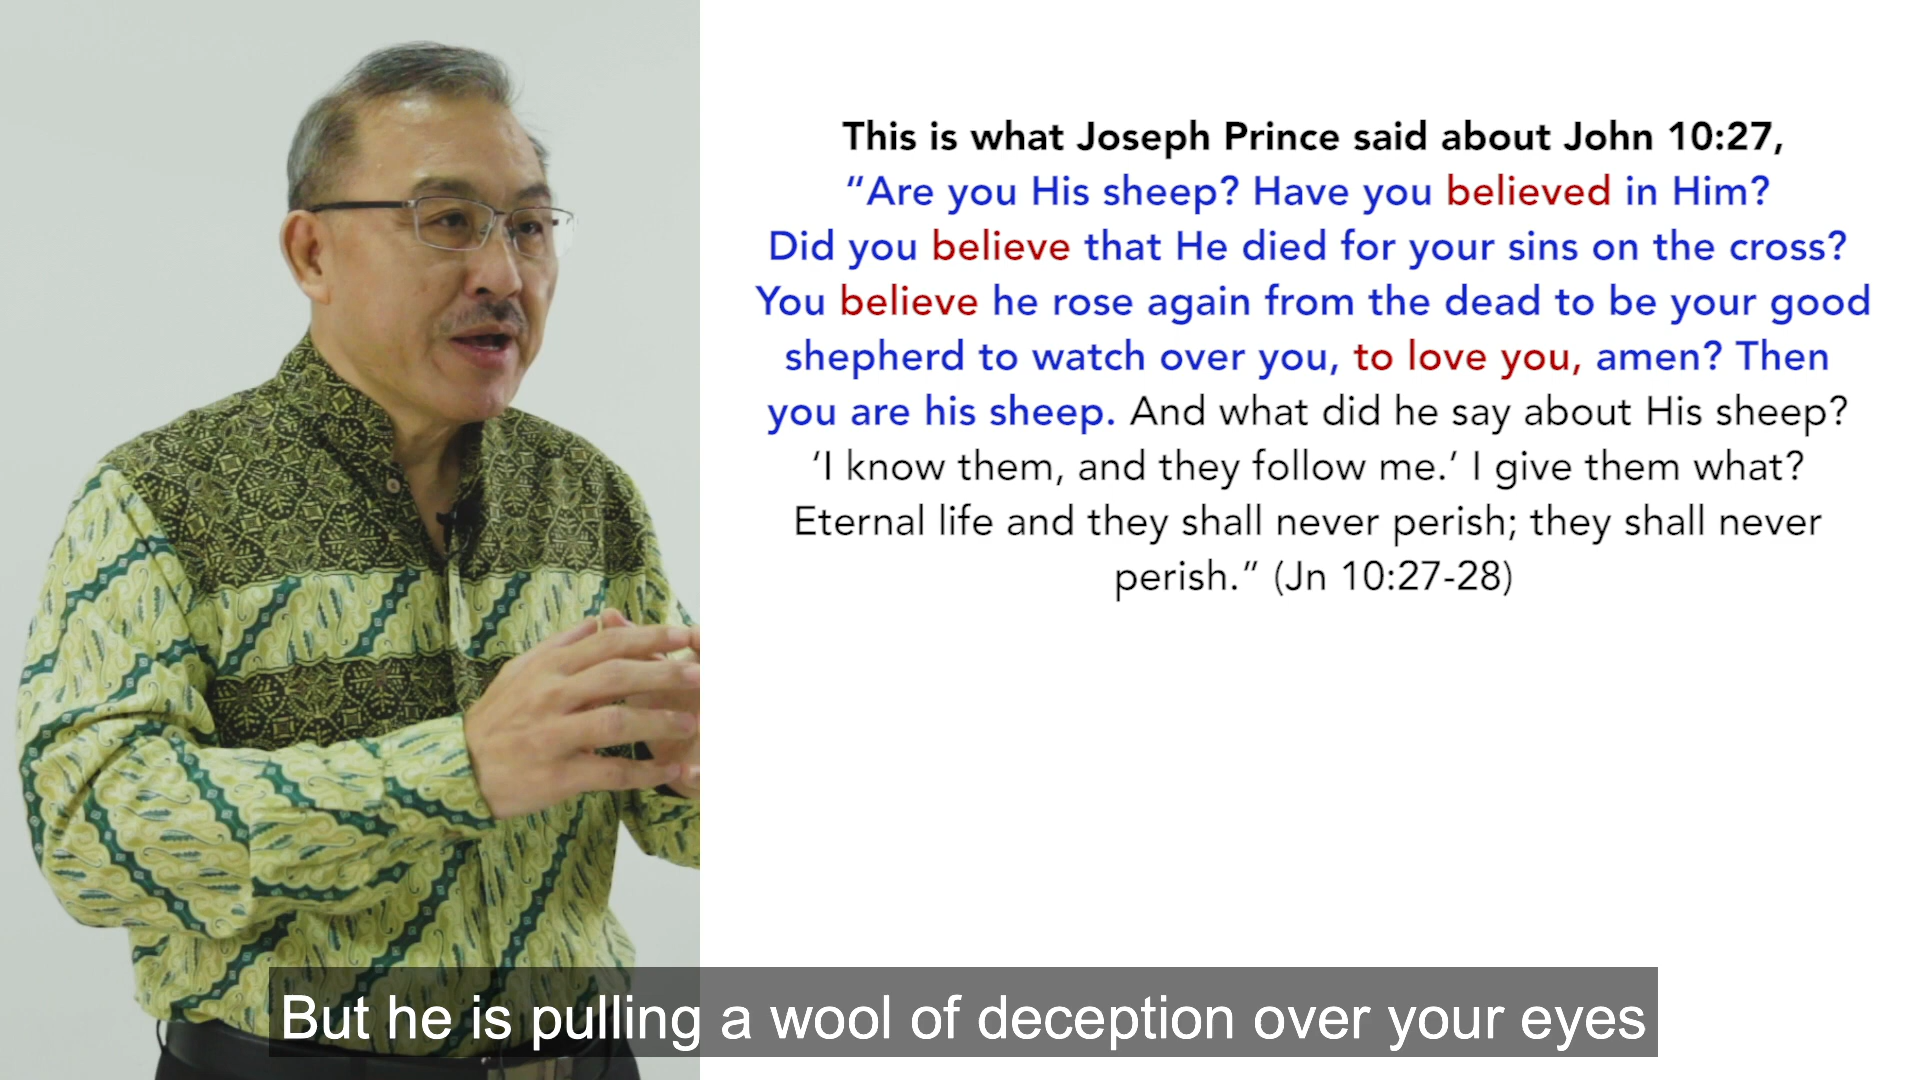 This is what Joseph Prince said about John 10:27,
“Are you His sheep? Have you believed in Him?
Did you believe that He died for your sins on the cross?
You believe he rose again from the dead to be your good
shepherd to watch over you, to love you, amen? Then
you are his sheep. And what did he say about His sheep?
‘I know them, and they follow me.’ I give them what?
Eternal life and they shall never perish; they shall never
perish.” (Jn 10:27-28)
But he is pulling a wool of deception over your eyes